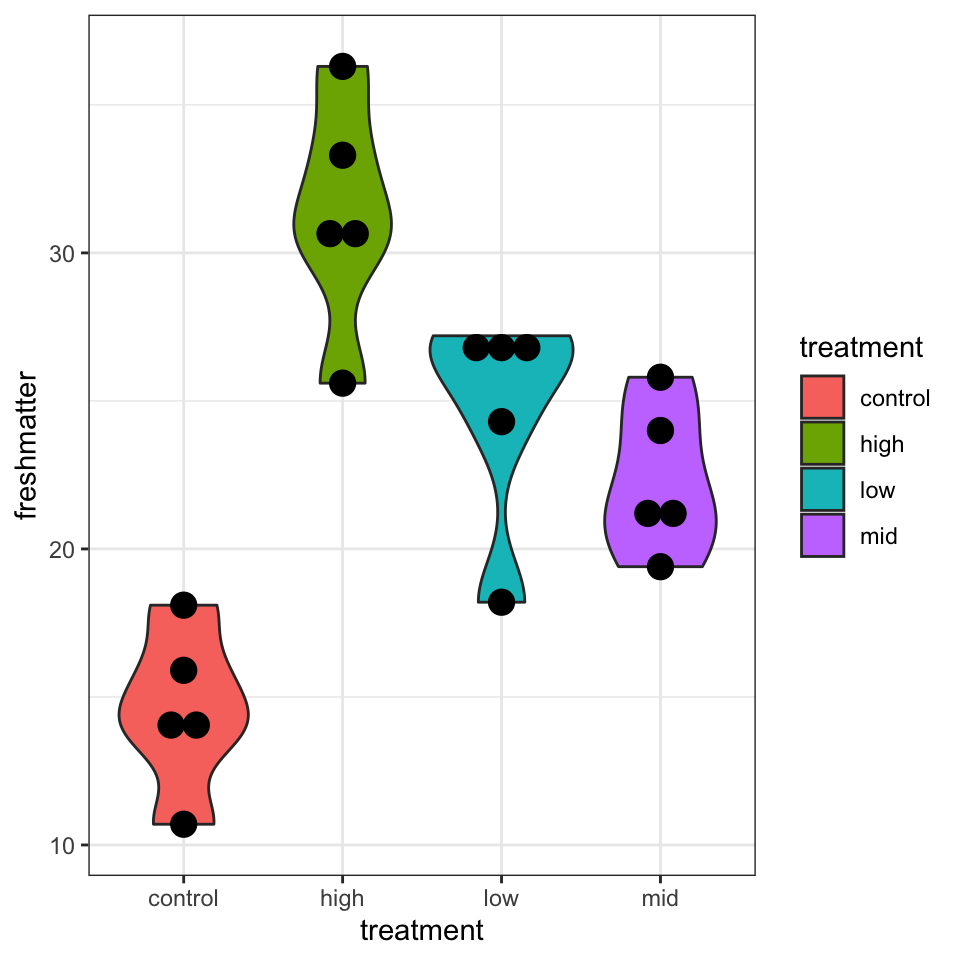 freshmatter
30
20
10
control high low mid
treatment
treatment
control
high
low
mid